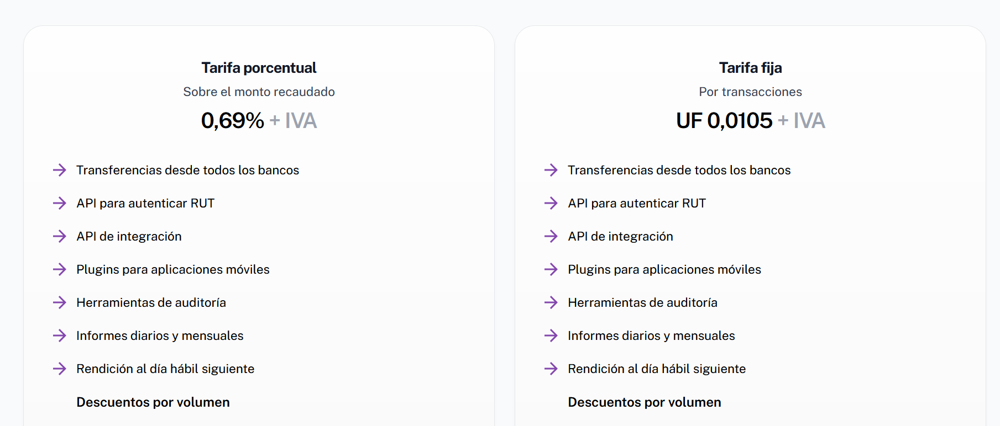 Tarifa porcentual
Sobre el monto recaudado
0,69% + IVA
Transferencias desde todos los bancos
API para autenticar RUT
API de integración
Plugins para aplicaciones móviles
Herramientas de auditoría
Informes diarios y mensuales
Rendición al día hábil siguiente
Descuentos por volumen
Tarifa fija
Por transacciones
UF 0,0105 + IVA
Transferencias desde todos los bancos
API para autenticar RUT
API de integración
Plugins para aplicaciones móviles
Herramientas de auditoría
Informes diarios y mensuales
Rendición al día hábil siguiente
Descuentos por volumen